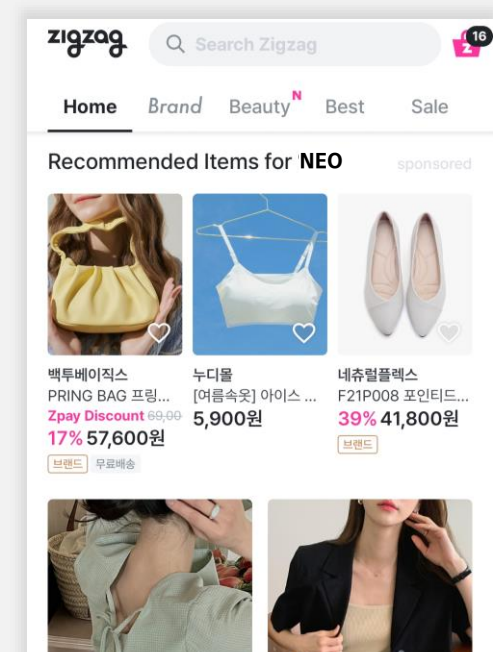 zigzag
Search Zigzag
16
Z
Home Brand Beauty N Best Sale
Recommended Items for 'NEO
sponsored
백투베이직스
PRING BAG 프링...
Zpay Discount 69,00
17% 57,600원
브랜드 무료배송
누디몰
[여름속옷] 아이스 ...
5,900원
네츄럴플렉스
F21P008 포인티드...
39% 41,800원
브랜드